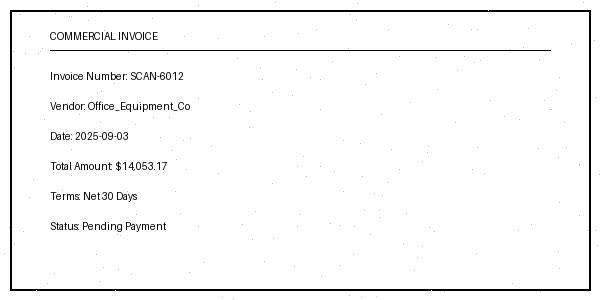 COMMERCIAL INVOICE
Invoice Number: SCAN-6012
Vendor: Office_Equipment_Co
Date: 2025-09-03
Total Amount: $14,053.17
Terms: Net 30 Days
Status: Pending Payment